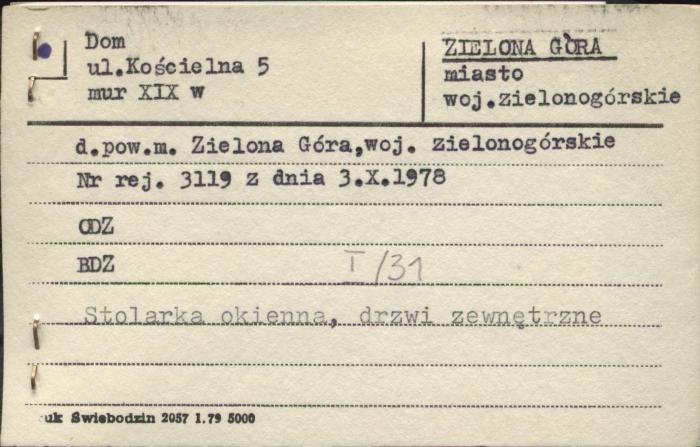 Dom
ul.Kościelna 5
mur XIX w
ZIELONA GÓRA
miasto
woj.zielonogórskie
d.pow.m. Zielona Góra,woj. zielonogórskie
Nr rej. 3119 z dnia 3.X.1978
ODZ
BDZ
I/31
Stolarka okienna, drzwi zewnętrzne
uk Świebodzin 2057 1.79 5000